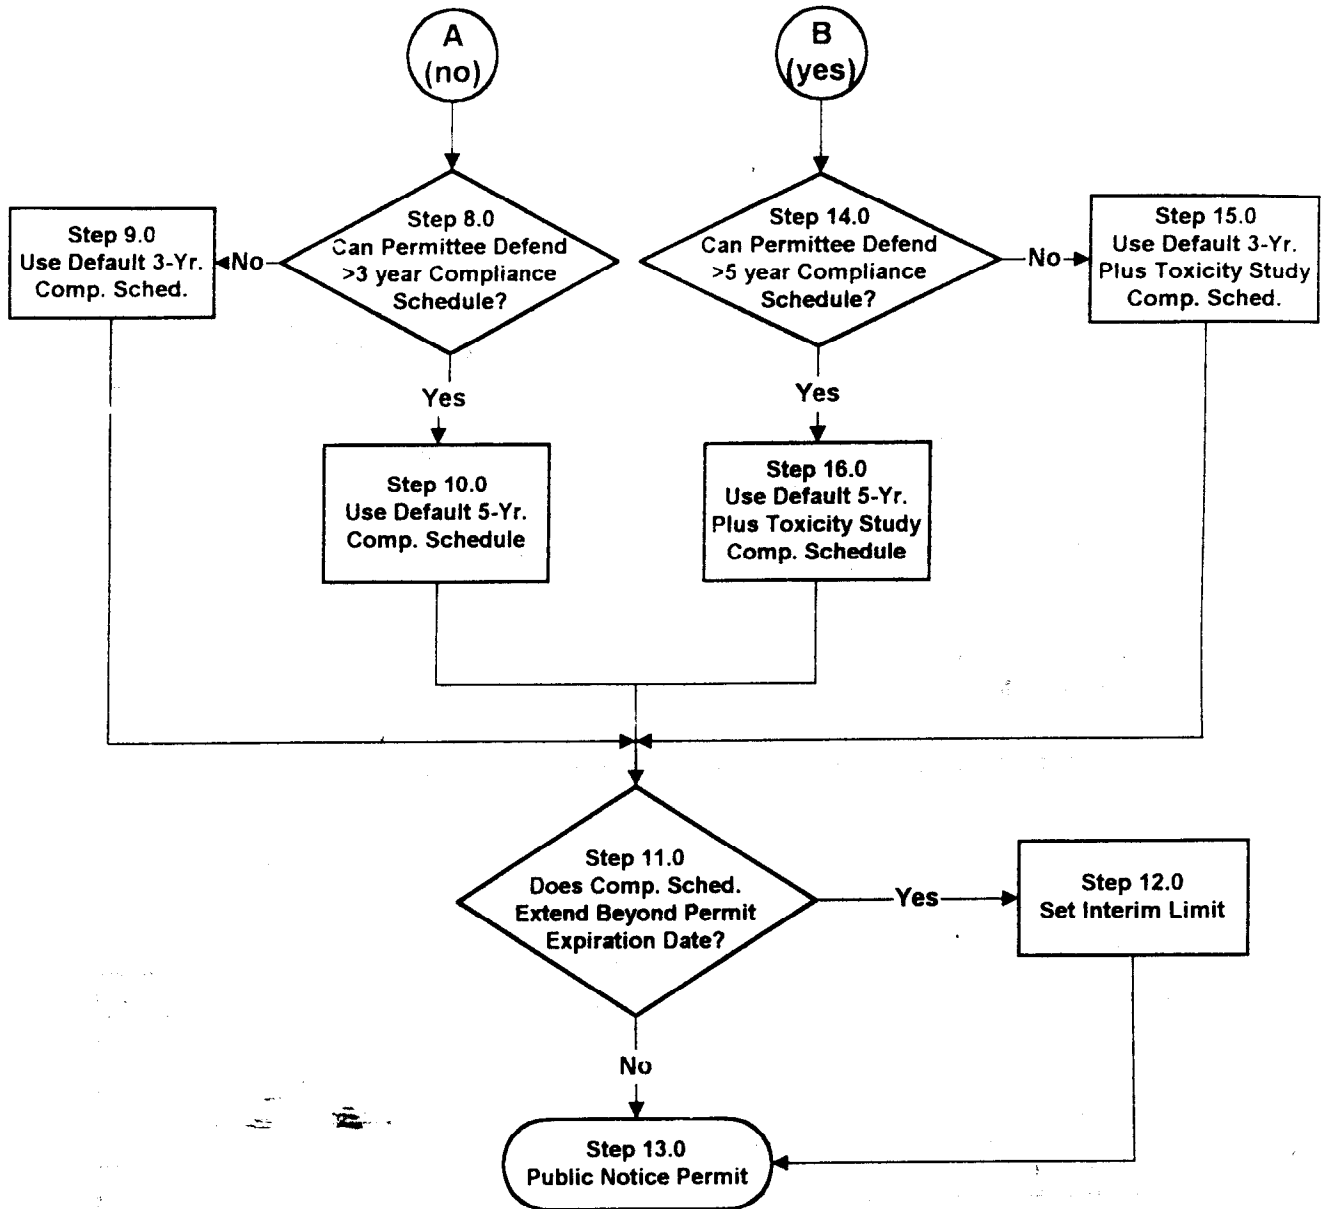 A
(no)
B
(yes)
Step 8.0
Can Permittee Defend
>3 year Compliance
Schedule?
Step 14.0
Can Permittee Defend
>5 year Compliance
Schedule?
Step 9.0
Use Default 3-Yr.
Comp. Sched.
No
No
Step 15.0
Use Default 3-Yr.
Plus Toxicity Study
Comp. Sched.
Yes
Yes
Step 10.0
Use Default 5-Yr.
Comp. Schedule
Step 16.0
Use Default 5-Yr.
Plus Toxicity Study
Comp. Schedule
Step 11.0
Does Comp. Sched.
Extend Beyond Permit
Expiration Date?
Yes
Step 12.0
Set Interim Limit
No
Step 13.0
Public Notice Permit